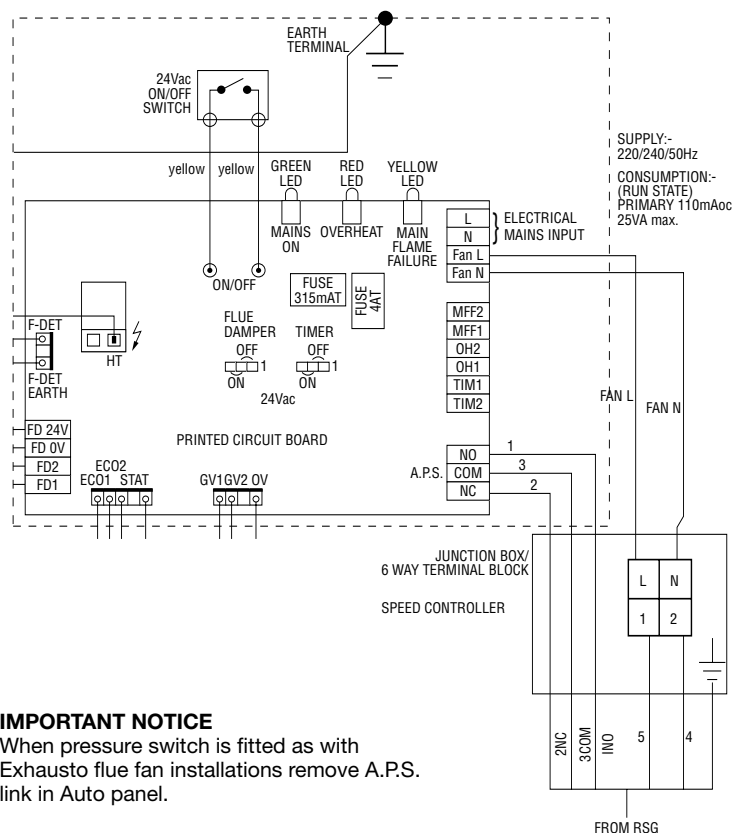 EARTH
TERMINAL
24Vac
ON/OFF
SWITCH
SUPPLY:-
220/240/50Hz
CONSUMPTION:-
(RUN STATE)
PRIMARY 110mAoc
25VA max.
yellow yellow
GREEN
LED
RED
LED
YELLOW
LED
MAINS
ON
OVERHEAT
MAIN
FLAME
FAILURE
L
N
ELECTRICAL
MAINS INPUT
Fan L
Fan N
ON/OFF
FUSE
315mAT
FUSE
4AT
F-DET
F-DET
EARTH
HT
FLUE
DAMPER
OFF
1
ON
TIMER
OFF
1
ON
24Vac
MFF2
MFF1
OH2
OH1
TIM1
TIM2
FAN L
FAN N
PRINTED CIRCUIT BOARD
FD 24V
FD 0V
FD2
FD1
ECO2
ECO1 STAT
GV1GV2 OV
A.P.S.
NO
COM
NC
1
3
2
JUNCTION BOX/
6 WAY TERMINAL BLOCK
SPEED CONTROLLER
L N
1 2
2NC
3COM
INO
5
4
FROM RSG
IMPORTANT NOTICE
When pressure switch is fitted as with
Exhausto flue fan installations remove A.P.S.
link in Auto panel.